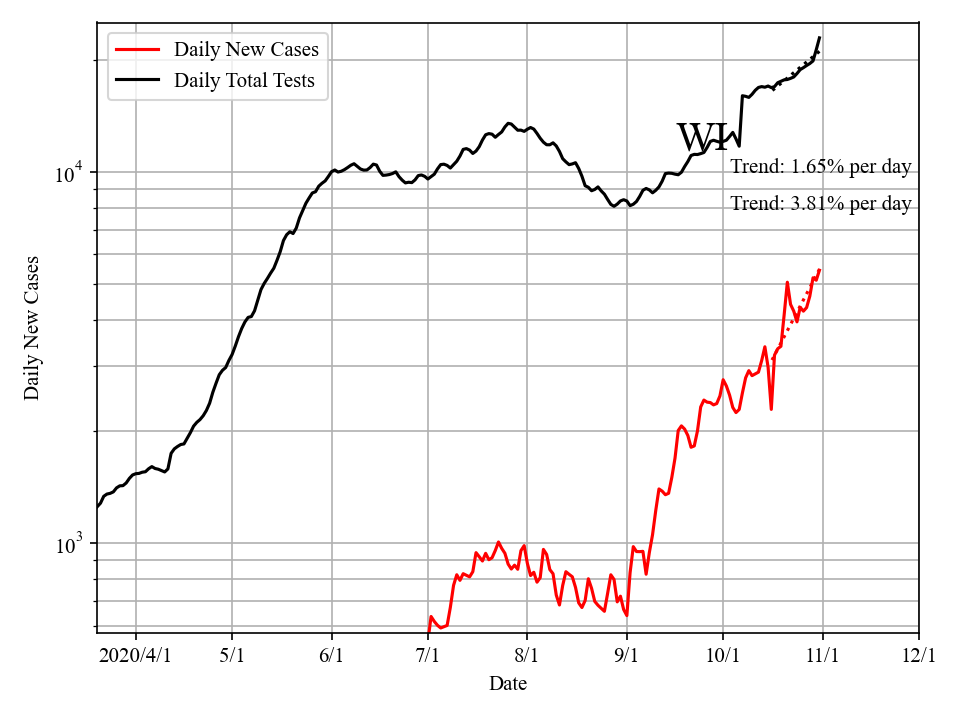 Daily New Cases
Daily Total Tests
WI
Trend: 1.65% per day
Trend: 3.81% per day
10^4
10^3
Daily New Cases
2020/4/1 5/1 6/1 7/1 8/1 9/1 10/1 11/1 12/1
Date